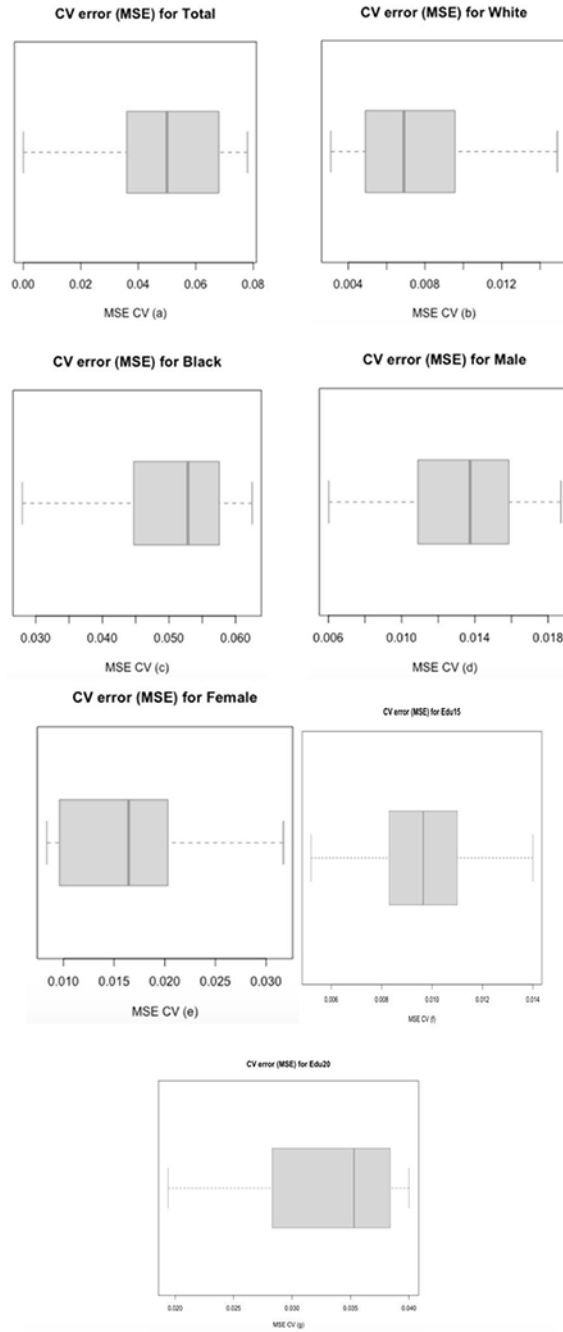 CV error (MSE) for Total
0.00 0.02 0.04 0.06 0.08
MSE CV (a)
CV error (MSE) for White
0.004 0.008 0.012
MSE CV (b)
CV error (MSE) for Black
0.030 0.040 0.050 0.060
MSE CV (c)
CV error (MSE) for Male
0.006 0.010 0.014 0.018
MSE CV (d)
CV error (MSE) for Female
0.010 0.015 0.020 0.025 0.030
MSE CV (e)
CV error (MSE) for Edu15
0.006 0.008 0.010 0.012 0.014
MSE CV (f)
CV error (MSE) for Edu20
0.020 0.025 0.030 0.035 0.040
MSE CV (g)